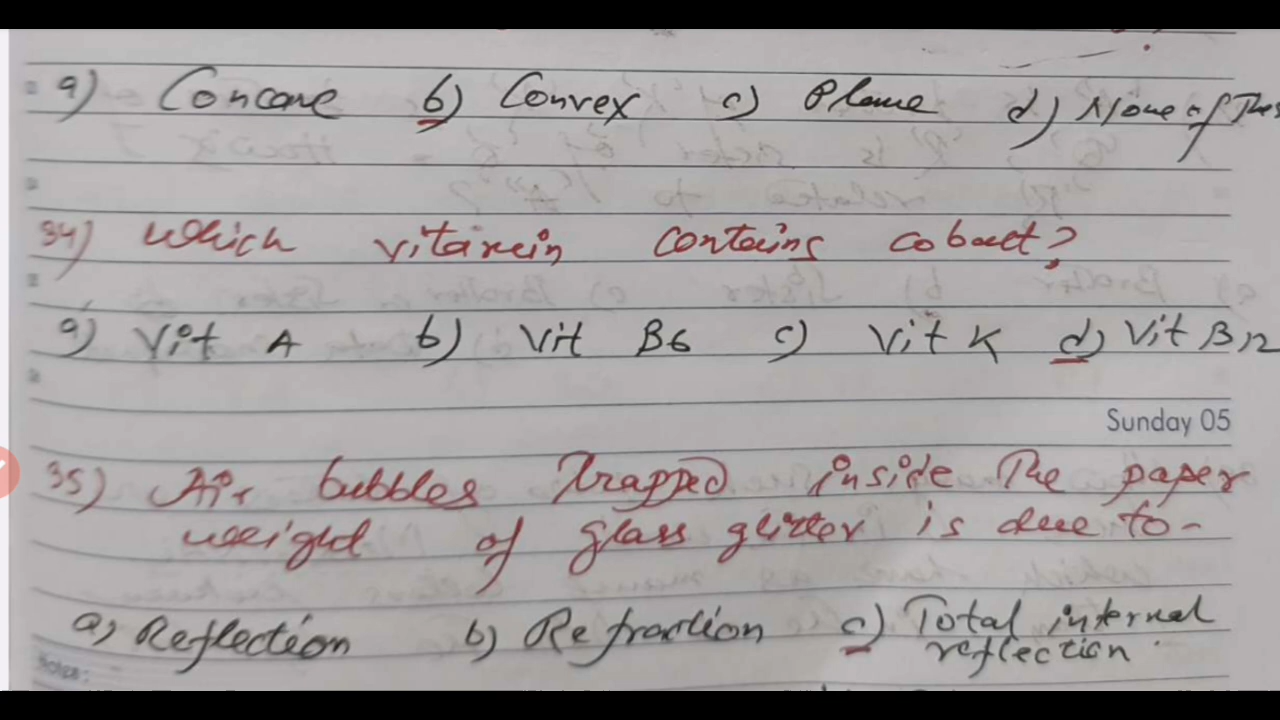 a) Concave b) Convex c) Plane d) None of These
34) which vitamin contains cobalt?
a) Vit A b) Vit B6 c) Vit K d) Vit B12
Sunday 05
35) Air bubbles Trapped inside The paper
weight of glass glitter is due to-
a) Reflection b) Refraction c) Total internal
reflection
Notes: